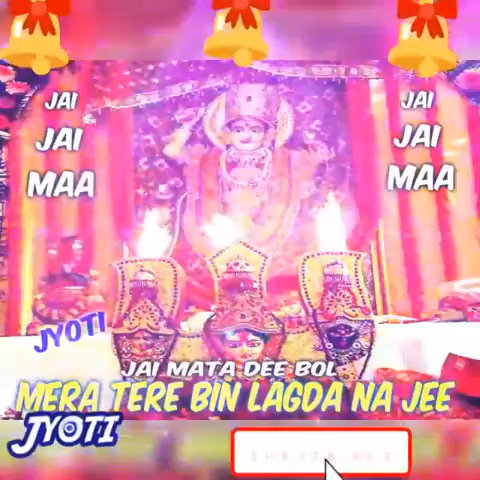 JAI
JAI
MAA
JAI
JAI
MAA
JYOTI
JAI MATA DEE BOL
MERA TERE BIN LAGDA NA JEE
JYOTI